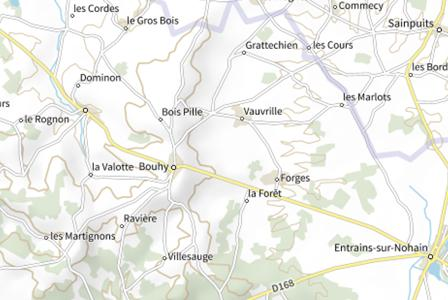 les Cordes
Commecy
le Gros Bois
Sainpuits
Grattechien
les Cours
les Bord
Dominon
les Marlots
Bois Pille
Vauvrille
urs
le Rognon
la Valotte
Bouhy
Forges
la Forêt
Ravière
les Martignons
Entrains-sur-Nohain
Villesauge
D168